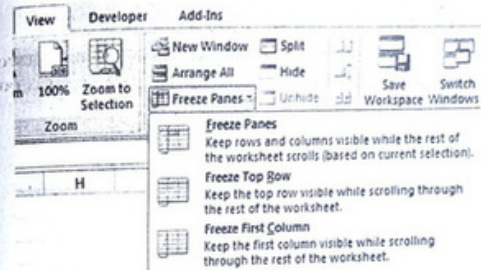 View Developer Add-Ins
New Window Split
Arrange All Hide
Freeze Panes Unhide
100% Zoom to Selection
Save Workspace Switch Windows
Zoom
H
Freeze Panes
Keep rows and columns visible while the rest of
the worksheet scrolls (based on current selection).
Freeze Top Row
Keep the top row visible while scrolling through
the rest of the worksheet.
Freeze First Column
Keep the first column visible while scrolling
through the rest of the worksheet.